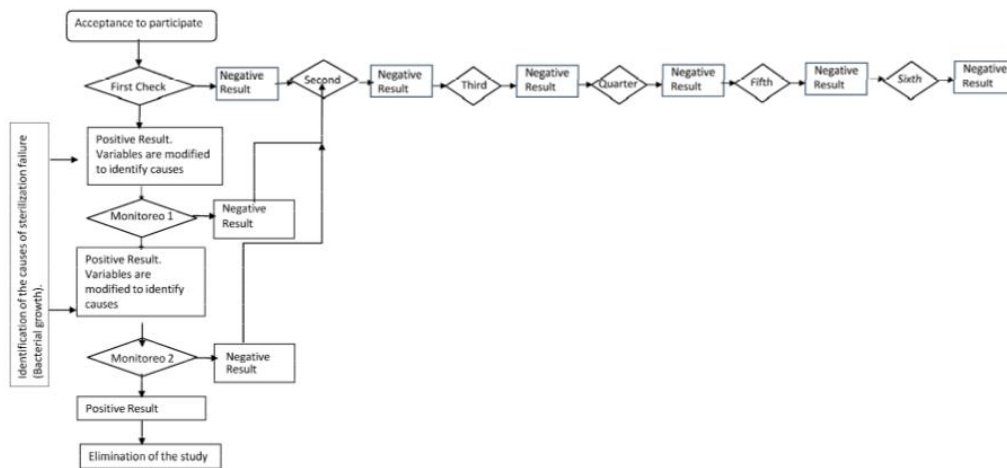 Acceptance to participate
First Check
Negative
Result
Second
Negative
Result
Third
Negative
Result
Quarter
Negative
Result
Fifth
Negative
Result
Sixth
Negative
Result
Identification of the causes of sterilization failure
(Bacterial growth).
Positive Result.
Variables are modified
to identify causes
Monitoreo 1
Negative
Result
Positive Result.
Variables are
modified to identify
causes
Monitoreo 2
Negative
Result
Positive Result
Elimination of the study